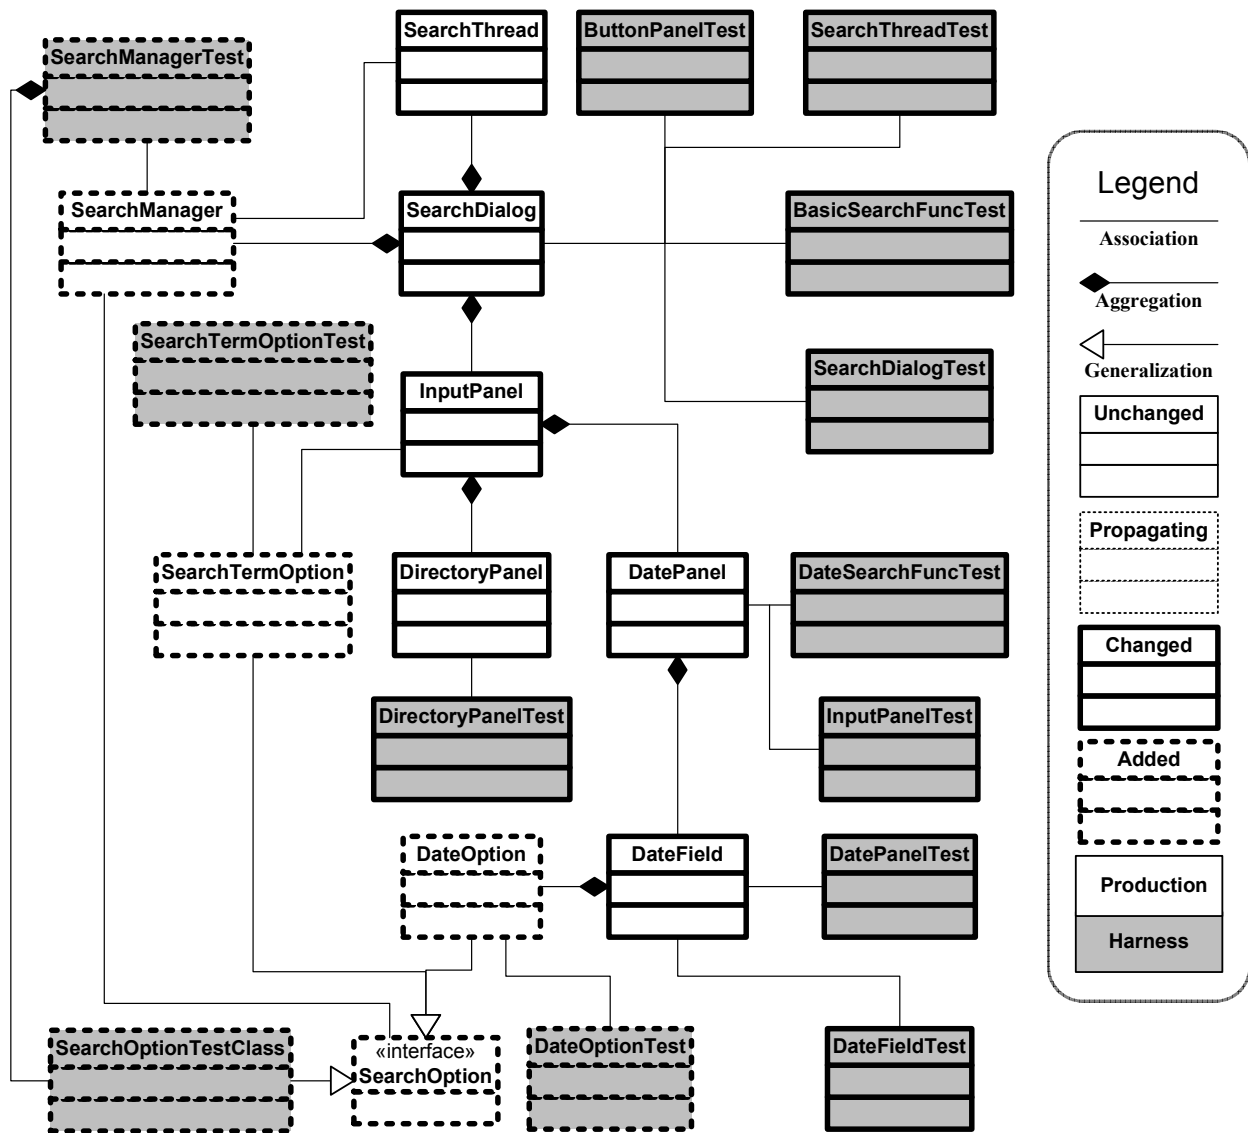 SearchThread
ButtonPanelTest
SearchThreadTest
SearchManagerTest
SearchManager
SearchDialog
BasicSearchFuncTest
SearchTermOptionTest
InputPanel
SearchDialogTest
SearchTermOption
DirectoryPanel
DatePanel
DateSearchFuncTest
DirectoryPanelTest
InputPanelTest
DateOption
DateField
DatePanelTest
SearchOptionTestClass
«interface»
SearchOption
DateOptionTest
DateFieldTest
Legend
Association
Aggregation
Generalization
Unchanged
Propagating
Changed
Added
Production
Harness